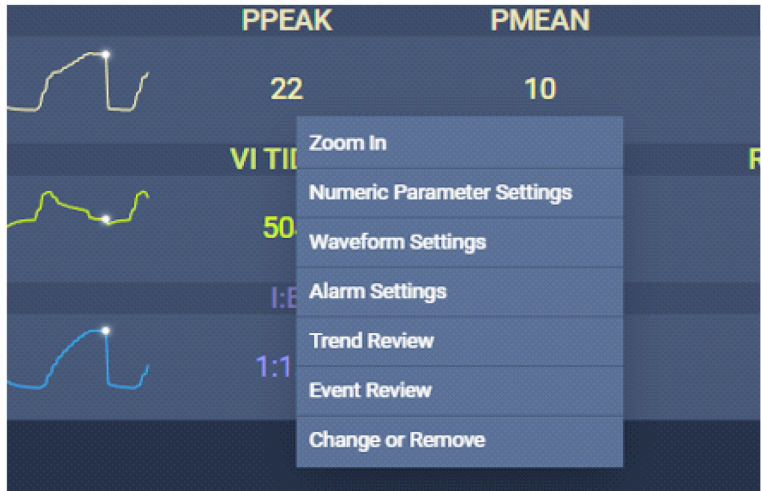 PPEAK PMEAN
22 10
Zoom In
VI
Numeric Parameter Settings
Waveform Settings
Alarm Settings
Trend Review
Event Review
Change or Remove